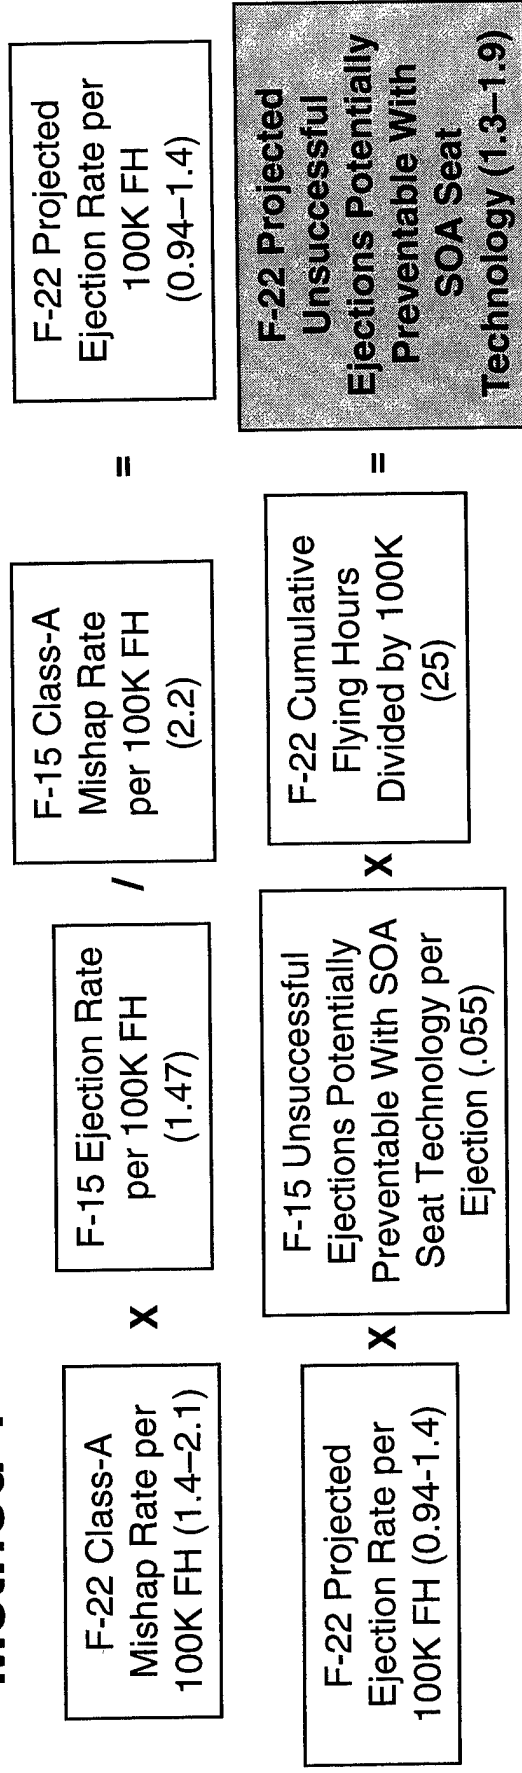 Method
F-22 Class-A
Mishap Rate per
100K FH (1.4–2.1)
X
F-15 Ejection Rate
per 100K FH
(1.47)
/
F-15 Class-A
Mishap Rate
per 100K FH
(2.2)
=
F-22 Projected
Ejection Rate per
100K FH
(0.94–1.4)
F-22 Projected
Ejection Rate per
100K FH (0.94-1.4)
X
F-15 Unsuccessful
Ejections Potentially
Preventable With SOA
Seat Technology per
Ejection (.055)
X
F-22 Cumulative
Flying Hours
Divided by 100K
(25)
=
F-22 Projected
Unsuccessful
Ejections Potentially
Preventable With
SOA Seat
Technology (1.3–1.9)